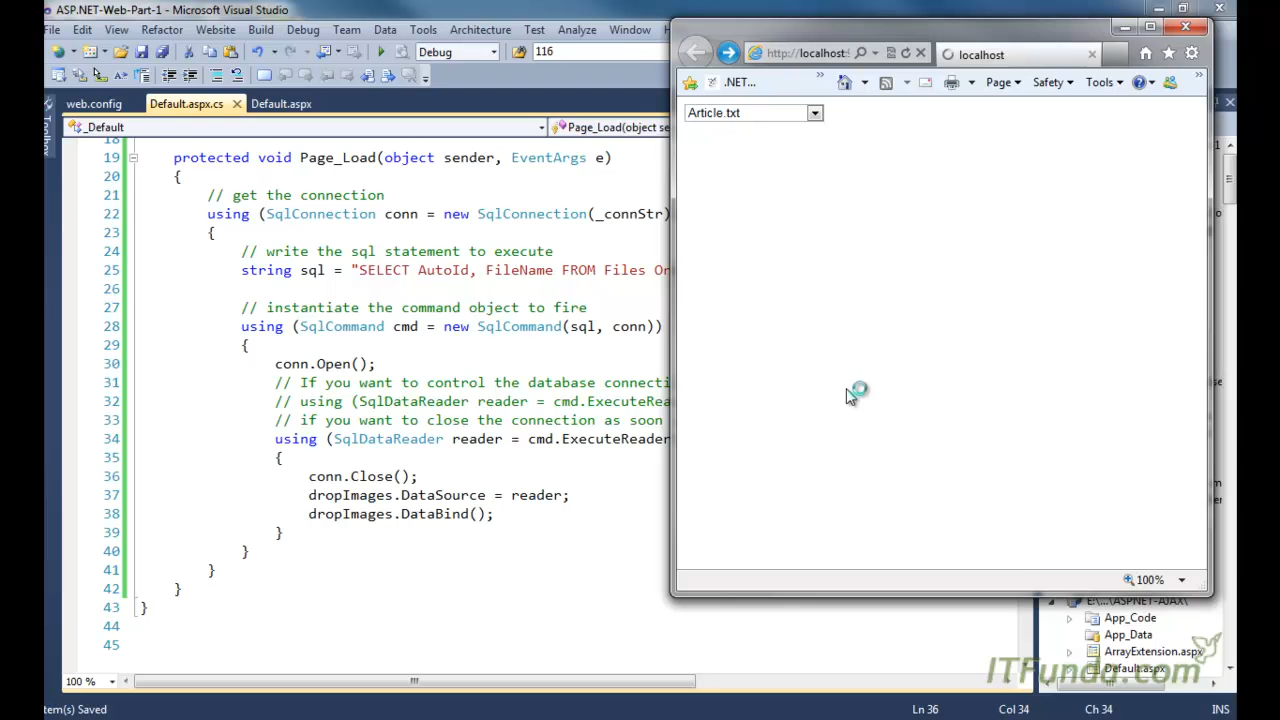 ASP.NET-Web-Part-1 - Microsoft Visual Studio
File Edit View Refactor Website Build Debug Team Data Tools Architecture Test Analyze Window
Debug 116
web.config Default.aspx.cs Default.aspx
_Default Page_Load(object se
18
19 protected void Page_Load(object sender, EventArgs e)
20 {
21 // get the connection
22 using (SqlConnection conn = new SqlConnection(_connStr)
23 {
24 // write the sql statement to execute
25 string sql = "SELECT AutoId, FileName FROM Files Or
26
27 // instantiate the command object to fire
28 using (SqlCommand cmd = new SqlCommand(sql, conn))
29 {
30 conn.Open();
31 // If you want to control the database connecti
32 // using (SqlDataReader reader = cmd.ExecuteRea
33 // if you want to close the connection as soon
34 using (SqlDataReader reader = cmd.ExecuteReader
35 {
36 conn.Close();
37 dropImages.DataSource = reader;
38 dropImages.DataBind();
39 }
40 }
41 }
42 }
43 }
44
45
100 %
tem(s) Saved Ln 36 Col 34 Ch 34 INS
http://localhost: localhost
.NET... Page Safety Tools
Article.txt
100%
E:\...\ASPNET-AJAX\
App_Code
App_Data
ArrayExtension.aspx
Default.aspx
ITFunda.com
Toolbox